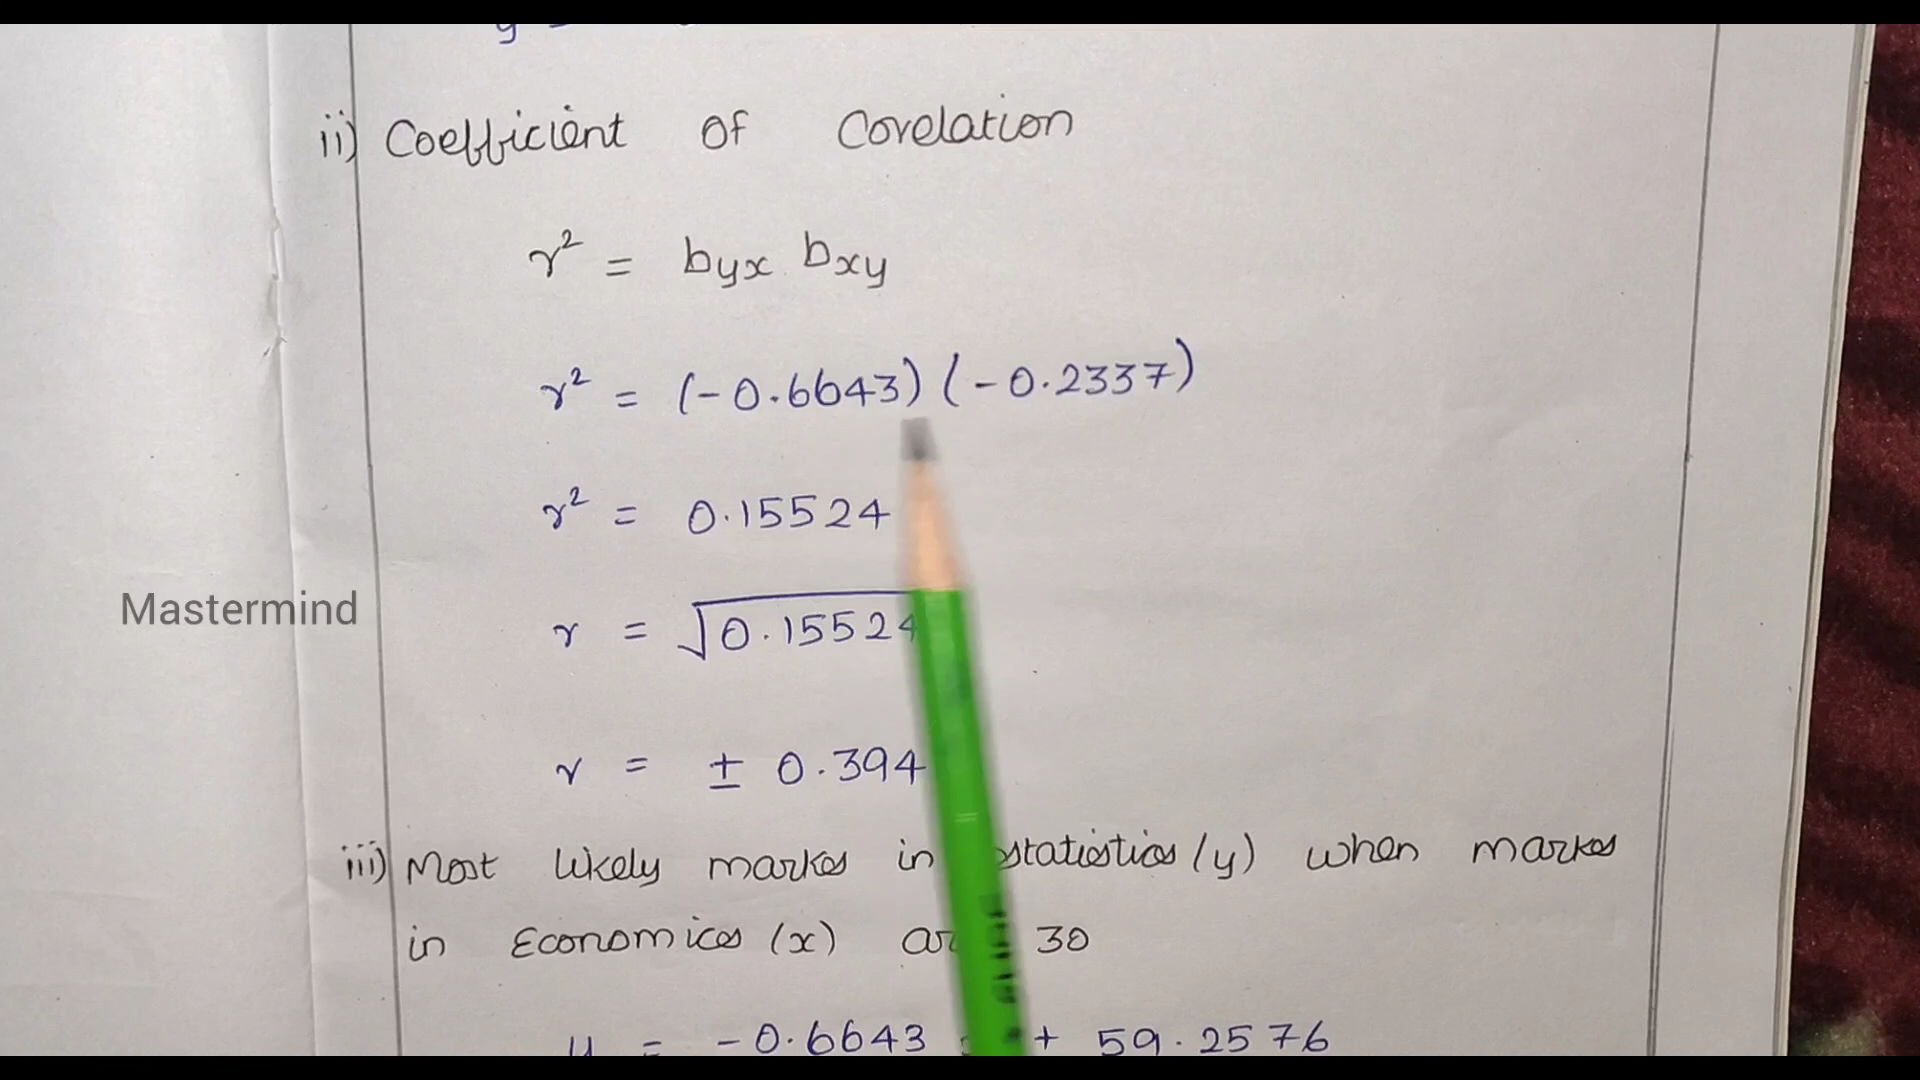 ii) Coefficient of Corelation
r² = byx bxy
r² = (-0.6643) (-0.2337)
r² = 0.15524
Mastermind
r = √0.15524
r = ± 0.394
iii) Most likely marks in statistics (y) when marks
in Economics (x) 30
y = -0.6643 + 59.2576